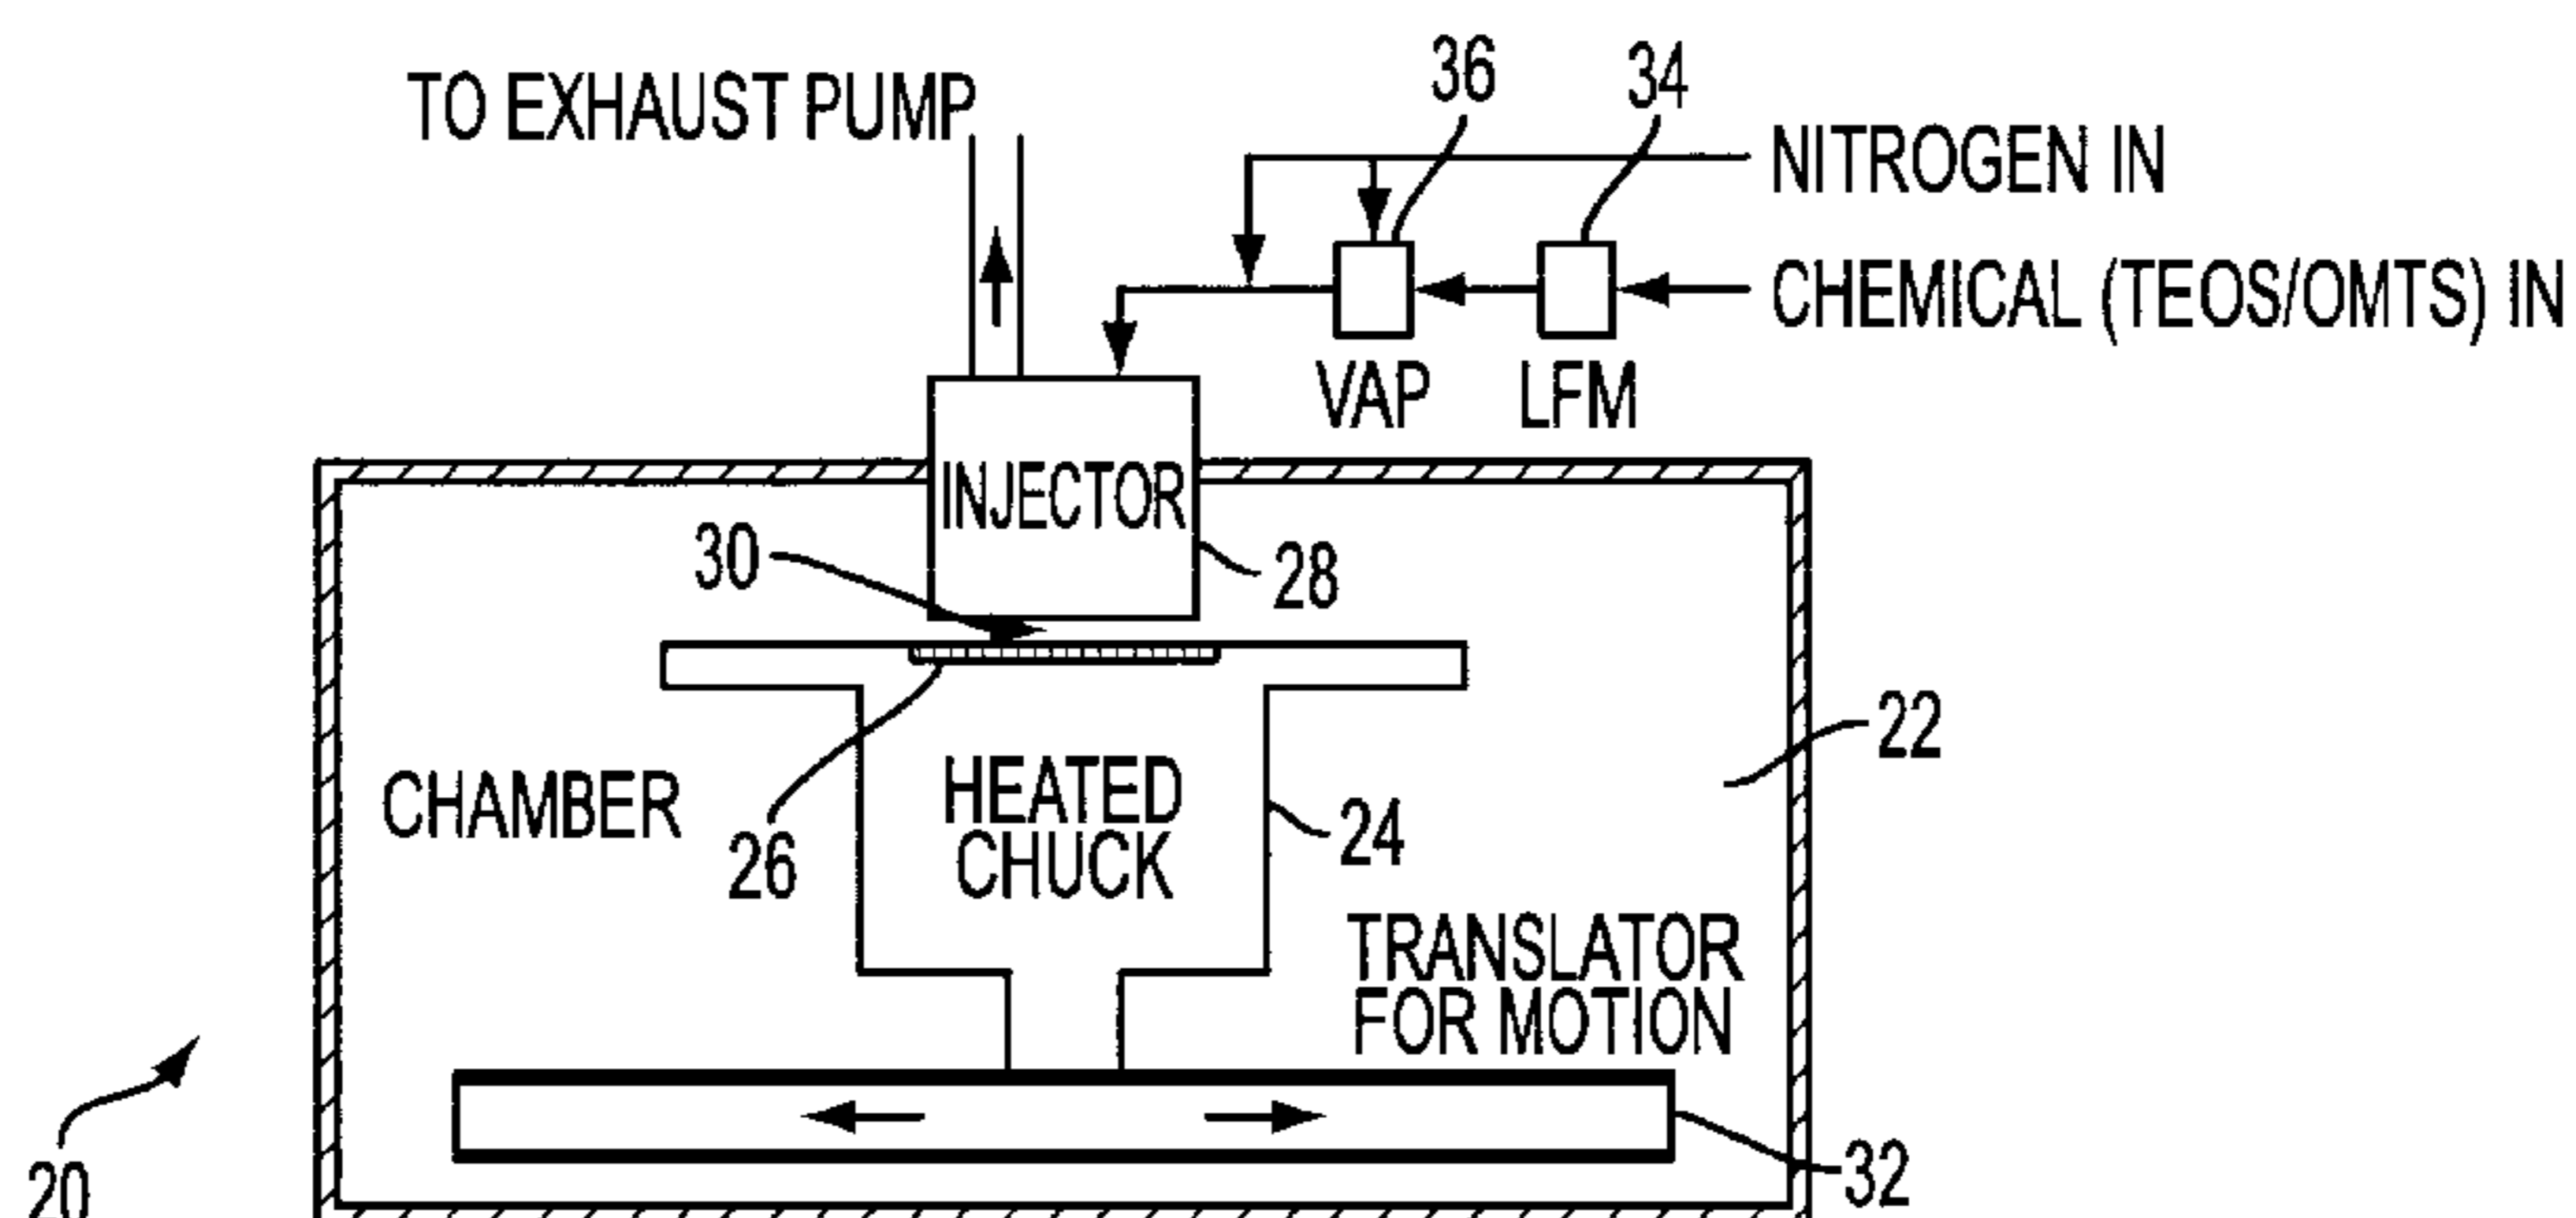 36
34
TO EXHAUST PUMP
NITROGEN IN
CHEMICAL (TEOS/OMTS) IN
VAP
LFM
INJECTOR
30
28
22
CHAMBER
HEATED
CHUCK
26
24
TRANSLATOR
FOR MOTION
20
32